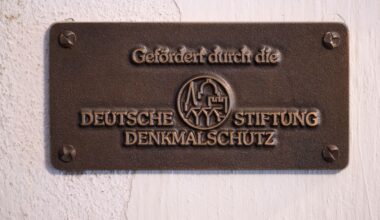 Gefördert durch die
DEUTSCHE STIFTUNG
DENKMALSCHUTZ